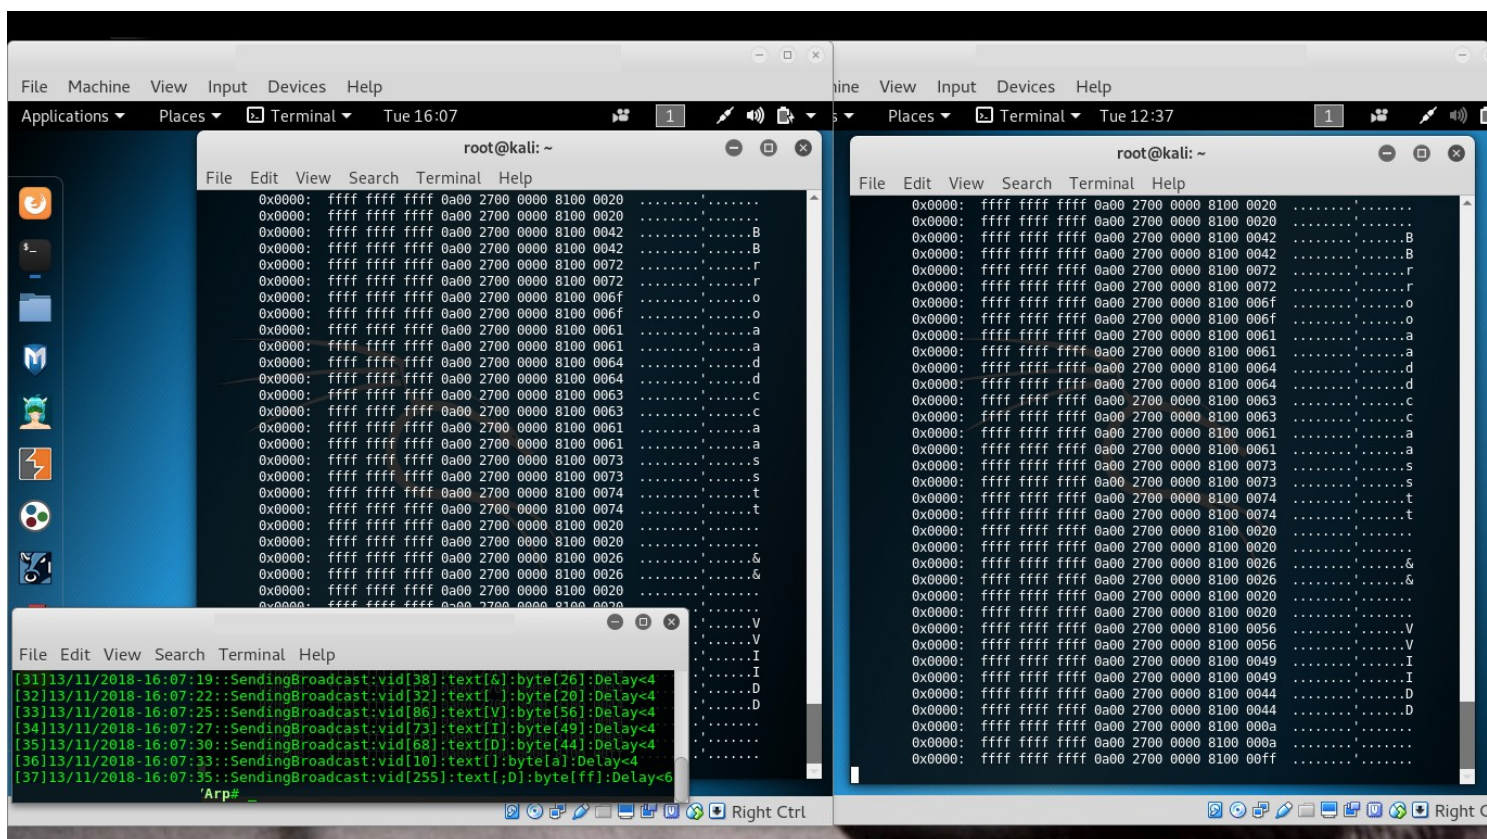 File Machine View Input Devices Help
Applications Places Terminal Tue 16:07 1
root@kali: ~
File Edit View Search Terminal Help
0x0000: ffff ffff ffff 0a00 2700 0000 8100 0020 ........'......
0x0000: ffff ffff ffff 0a00 2700 0000 8100 0020 ........'......
0x0000: ffff ffff ffff 0a00 2700 0000 8100 0042 ........'......B
0x0000: ffff ffff ffff 0a00 2700 0000 8100 0042 ........'......B
0x0000: ffff ffff ffff 0a00 2700 0000 8100 0072 ........'......r
0x0000: ffff ffff ffff 0a00 2700 0000 8100 0072 ........'......r
0x0000: ffff ffff ffff 0a00 2700 0000 8100 006f ........'......o
0x0000: ffff ffff ffff 0a00 2700 0000 8100 006f ........'......o
0x0000: ffff ffff ffff 0a00 2700 0000 8100 0061 ........'......a
0x0000: ffff ffff ffff 0a00 2700 0000 8100 0061 ........'......a
0x0000: ffff ffff ffff 0a00 2700 0000 8100 0064 ........'......d
0x0000: ffff ffff ffff 0a00 2700 0000 8100 0064 ........'......d
0x0000: ffff ffff ffff 0a00 2700 0000 8100 0063 ........'......c
0x0000: ffff ffff ffff 0a00 2700 0000 8100 0063 ........'......c
0x0000: ffff ffff ffff 0a00 2700 0000 8100 0061 ........'......a
0x0000: ffff ffff ffff 0a00 2700 0000 8100 0061 ........'......a
0x0000: ffff ffff ffff 0a00 2700 0000 8100 0073 ........'......s
0x0000: ffff ffff ffff 0a00 2700 0000 8100 0073 ........'......s
0x0000: ffff ffff ffff 0a00 2700 0000 8100 0074 ........'......t
0x0000: ffff ffff ffff 0a00 2700 0000 8100 0074 ........'......t
0x0000: ffff ffff ffff 0a00 2700 0000 8100 0020 ........'......
0x0000: ffff ffff ffff 0a00 2700 0000 8100 0020 ........'......
0x0000: ffff ffff ffff 0a00 2700 0000 8100 0026 ........'......&
0x0000: ffff ffff ffff 0a00 2700 0000 8100 0026 ........'......&
0x0000: ffff ffff ffff 0a00 2700 0000 8100 0020 ........'......
0x0000: ffff ffff ffff 0a00 2700 0000 8100 0020
V
V
I
I
D
D
File Edit View Search Terminal Help
[31]13/11/2018-16:07:19::SendingBroadcast:vid[38]:text[&]:byte[26]:Delay<4
[32]13/11/2018-16:07:22::SendingBroadcast:vid[32]:text[ ]:byte[20]:Delay<4
[33]13/11/2018-16:07:25::SendingBroadcast:vid[86]:text[V]:byte[56]:Delay<4
[34]13/11/2018-16:07:27::SendingBroadcast:vid[73]:text[I]:byte[49]:Delay<4
[35]13/11/2018-16:07:30::SendingBroadcast:vid[68]:text[D]:byte[44]:Delay<4
[36]13/11/2018-16:07:33::SendingBroadcast:vid[10]:text[]:byte[a]:Delay<4
[37]13/11/2018-16:07:35::SendingBroadcast:vid[255]:text[;D]:byte[ff]:Delay<6
'Arp# _
Right Ctrl
ine View Input Devices Help
s Places Terminal Tue 12:37 1
root@kali: ~
File Edit View Search Terminal Help
0x0000: ffff ffff ffff 0a00 2700 0000 8100 0020 ........'......
0x0000: ffff ffff ffff 0a00 2700 0000 8100 0020 ........'......
0x0000: ffff ffff ffff 0a00 2700 0000 8100 0042 ........'......B
0x0000: ffff ffff ffff 0a00 2700 0000 8100 0042 ........'......B
0x0000: ffff ffff ffff 0a00 2700 0000 8100 0072 ........'......r
0x0000: ffff ffff ffff 0a00 2700 0000 8100 0072 ........'......r
0x0000: ffff ffff ffff 0a00 2700 0000 8100 006f ........'......o
0x0000: ffff ffff ffff 0a00 2700 0000 8100 006f ........'......o
0x0000: ffff ffff ffff 0a00 2700 0000 8100 0061 ........'......a
0x0000: ffff ffff ffff 0a00 2700 0000 8100 0061 ........'......a
0x0000: ffff ffff ffff 0a00 2700 0000 8100 0064 ........'......d
0x0000: ffff ffff ffff 0a00 2700 0000 8100 0064 ........'......d
0x0000: ffff ffff ffff 0a00 2700 0000 8100 0063 ........'......c
0x0000: ffff ffff ffff 0a00 2700 0000 8100 0063 ........'......c
0x0000: ffff ffff ffff 0a00 2700 0000 8100 0061 ........'......a
0x0000: ffff ffff ffff 0a00 2700 0000 8100 0061 ........'......a
0x0000: ffff ffff ffff 0a00 2700 0000 8100 0073 ........'......s
0x0000: ffff ffff ffff 0a00 2700 0000 8100 0073 ........'......s
0x0000: ffff ffff ffff 0a00 2700 0000 8100 0074 ........'......t
0x0000: ffff ffff ffff 0a00 2700 0000 8100 0074 ........'......t
0x0000: ffff ffff ffff 0a00 2700 0000 8100 0020 ........'......
0x0000: ffff ffff ffff 0a00 2700 0000 8100 0020 ........'......
0x0000: ffff ffff ffff 0a00 2700 0000 8100 0026 ........'......&
0x0000: ffff ffff ffff 0a00 2700 0000 8100 0026 ........'......&
0x0000: ffff ffff ffff 0a00 2700 0000 8100 0020 ........'......
0x0000: ffff ffff ffff 0a00 2700 0000 8100 0020 ........'......
0x0000: ffff ffff ffff 0a00 2700 0000 8100 0056 ........'......V
0x0000: ffff ffff ffff 0a00 2700 0000 8100 0056 ........'......V
0x0000: ffff ffff ffff 0a00 2700 0000 8100 0049 ........'......I
0x0000: ffff ffff ffff 0a00 2700 0000 8100 0049 ........'......I
0x0000: ffff ffff ffff 0a00 2700 0000 8100 0044 ........'......D
0x0000: ffff ffff ffff 0a00 2700 0000 8100 0044 ........'......D
0x0000: ffff ffff ffff 0a00 2700 0000 8100 000a ........'......
0x0000: ffff ffff ffff 0a00 2700 0000 8100 000a ........'......
0x0000: ffff ffff ffff 0a00 2700 0000 8100 00ff ........'......
Right C